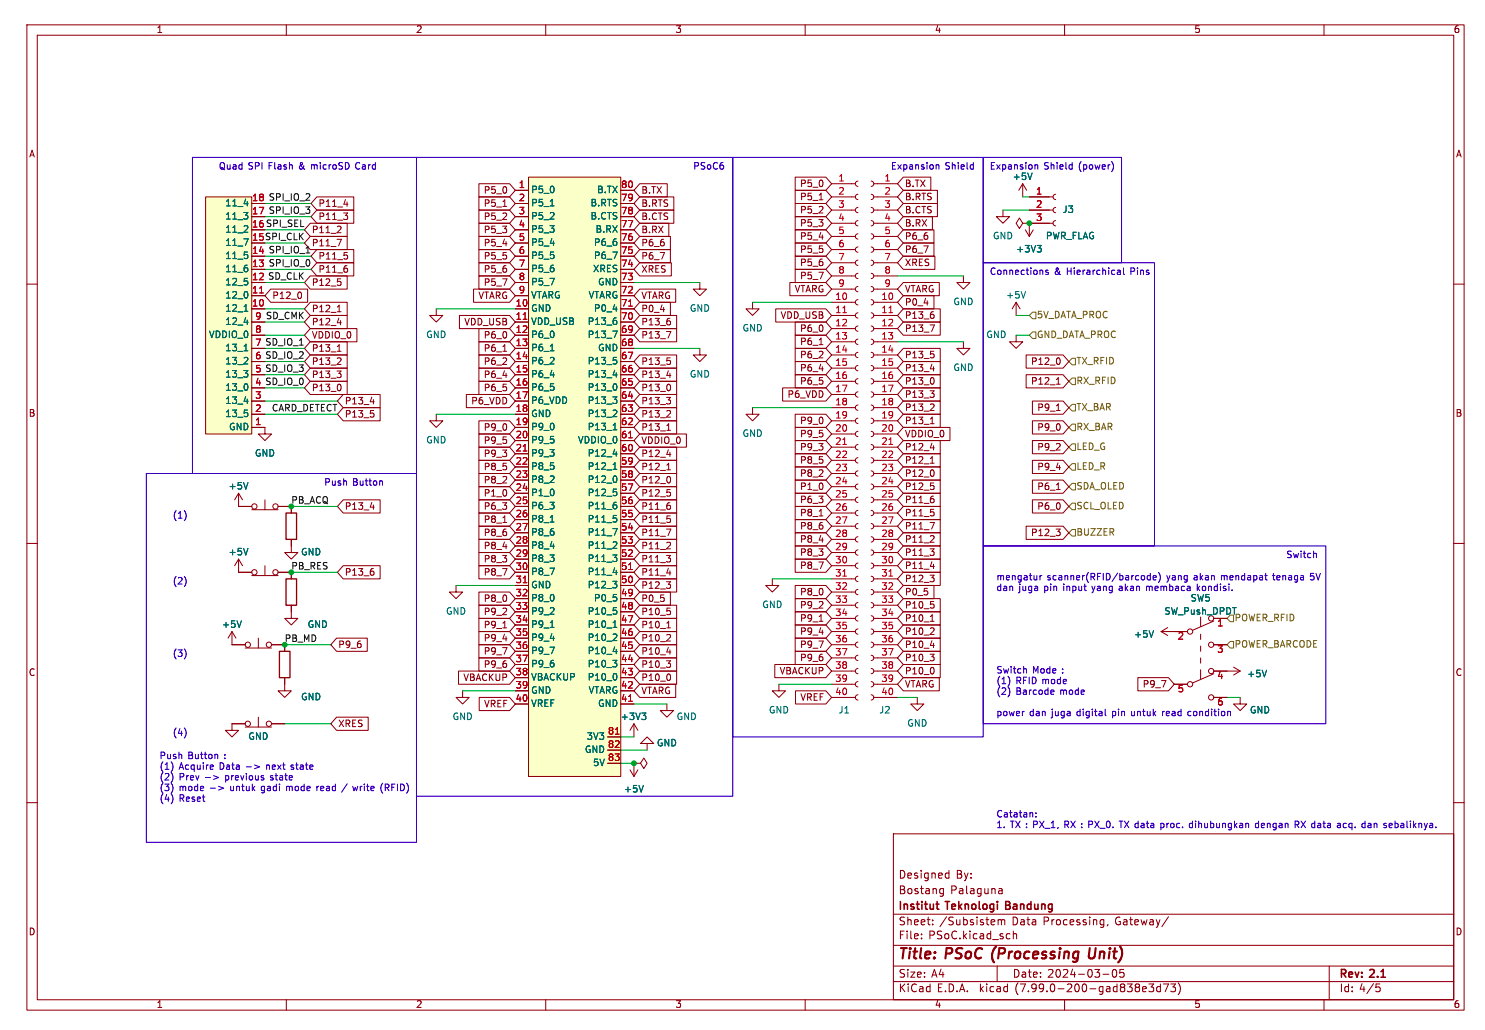 1 2 3 4 5 6
A
B
C
D
Quad SPI Flash & microSD Card
11_4 18 SPI_IO_2 P11_4
11_3 17 SPI_IO_3 P11_3
11_2 16 SPI_SEL P11_2
11_7 15 SPI_CLK P11_7
11_5 14 SPI_IO_1 P11_5
11_6 13 SPI_IO_0 P11_6
12_5 12 SD_CLK P12_5
12_0 11 P12_0
12_1 10 P12_1
12_4 9 SD_CMK P12_4
VDDIO_0 8 VDDIO_0
13_1 7 SD_IO_1 P13_1
13_2 6 SD_IO_2 P13_2
13_3 5 SD_IO_3 P13_3
13_0 4 SD_IO_0 P13_0
13_4 3 P13_4
13_5 2 CARD_DETECT P13_5
GND 1
GND
Push Button
+5V
PB_ACQ P13_4
(1)
GND
+5V
PB_RES P13_6
(2)
GND
+5V
PB_MD P9_6
(3)
GND
XRES
(4)
GND
Push Button :
(1) Acquire Data -> next state
(2) Prev -> previous state
(3) mode -> untuk gadi mode read / write (RFID)
(4) Reset
PSoC6
P5_0 1 P5_0 B.TX 80 B.TX
P5_1 2 P5_1 B.RTS 79 B.RTS
P5_2 3 P5_2 B.CTS 78 B.CTS
P5_3 4 P5_3 B.RX 77 B.RX
P5_4 5 P5_4 P6_6 76 P6_6
P5_5 6 P5_5 P6_7 75 P6_7
P5_6 7 P5_6 XRES 74 XRES
P5_7 8 P5_7 GND 73
VTARG 9 VTARG VTARG 72 VTARG
10 GND P0_4 71 P0_4
VDD_USB 11 VDD_USB P13_6 70 P13_6
P6_0 12 P6_0 P13_7 69 P13_7
P6_1 13 P6_1 GND 68
P6_2 14 P6_2 P13_5 67 P13_5
P6_4 15 P6_4 P13_4 66 P13_4
P6_5 16 P6_5 P13_0 65 P13_0
P6_VDD 17 P6_VDD P13_3 64 P13_3
18 GND P13_2 63 P13_2
P9_0 19 P9_0 P13_1 62 P13_1
P9_5 20 P9_5 VDDIO_0 61 VDDIO_0
P9_3 21 P9_3 P12_4 60 P12_4
P8_5 22 P8_5 P12_1 59 P12_1
P8_2 23 P8_2 P12_0 58 P12_0
P1_0 24 P1_0 P12_5 57 P12_5
P6_3 25 P6_3 P11_6 56 P11_6
P8_1 26 P8_1 P11_5 55 P11_5
P8_6 27 P8_6 P11_7 54 P11_7
P8_4 28 P8_4 P11_2 53 P11_2
P8_3 29 P8_3 P11_3 52 P11_3
P8_7 30 P8_7 P11_4 51 P11_4
31 GND P12_3 50 P12_3
P8_0 32 P8_0 P0_5 49 P0_5
P9_2 33 P9_2 P10_5 48 P10_5
P9_1 34 P9_1 P10_1 47 P10_1
P9_4 35 P9_4 P10_2 46 P10_2
P9_7 36 P9_7 P10_4 45 P10_4
P9_6 37 P9_6 P10_3 44 P10_3
VBACKUP 38 VBACKUP P10_0 43 P10_0
39 GND VTARG 42 VTARG
VREF 40 VREF GND 41
GND GND GND GND GND GND GND
+3V3
3V3 81
GND 82 GND
5V 83
+5V
Expansion Shield
P5_0 1 1 B.TX
P5_1 2 2 B.RTS
P5_2 3 3 B.CTS
P5_3 4 4 B.RX
P5_4 5 5 P6_6
P5_5 6 6 P6_7
P5_6 7 7 XRES
P5_7 8 8
VTARG 9 9 VTARG
10 10 P0_4
VDD_USB 11 11 P13_6
P6_0 12 12 P13_7
P6_1 13 13
P6_2 14 14 P13_5
P6_4 15 15 P13_4
P6_5 16 16 P13_0
P6_VDD 17 17 P13_3
18 18 P13_2
P9_0 19 19 P13_1
P9_5 20 20 VDDIO_0
P9_3 21 21 P12_4
P8_5 22 22 P12_1
P8_2 23 23 P12_0
P1_0 24 24 P12_5
P6_3 25 25 P11_6
P8_1 26 26 P11_5
P8_6 27 27 P11_7
P8_4 28 28 P11_2
P8_3 29 29 P11_3
P8_7 30 30 P11_4
31 31 P12_3
P8_0 32 32 P0_5
P9_2 33 33 P10_5
P9_1 34 34 P10_1
P9_4 35 35 P10_2
P9_7 36 36 P10_4
P9_6 37 37 P10_3
VBACKUP 38 38 P10_0
39 39 VTARG
VREF 40 40
J1 J2
GND GND GND GND GND GND GND
Expansion Shield (power)
+5V
1
2 J3
3
GND PWR_FLAG
+3V3
Connections & Hierarchical Pins
+5V
5V_DATA_PROC
GND GND_DATA_PROC
P12_0 TX_RFID
P12_1 RX_RFID
P9_1 TX_BAR
P9_0 RX_BAR
P9_2 LED_G
P9_4 LED_R
P6_1 SDA_OLED
P6_0 SCL_OLED
P12_3 BUZZER
Switch
mengatur scanner(RFID/barcode) yang akan mendapat tenaga 5V
dan juga pin input yang akan membaca kondisi.
SW5
SW_Push_DPDT
1 POWER_RFID
+5V 2
3 POWER_BARCODE
4 +5V
P9_7 5
6 GND
Switch Mode :
(1) RFID mode
(2) Barcode mode
power dan juga digital pin untuk read condition
Catatan:
1. TX : PX_1, RX : PX_0. TX data proc. dihubungkan dengan RX data acq. dan sebaliknya.
Designed By:
Bostang Palaguna
Institut Teknologi Bandung
Sheet: /Subsistem Data Processing, Gateway/
File: PSoC.kicad_sch
Title: PSoC (Processing Unit)
Size: A4 Date: 2024-03-05 Rev: 2.1
KiCad E.D.A. kicad (7.99.0-200-gad838e3d73) Id: 4/5
A
B
C
D
1 2 3 4 5 6